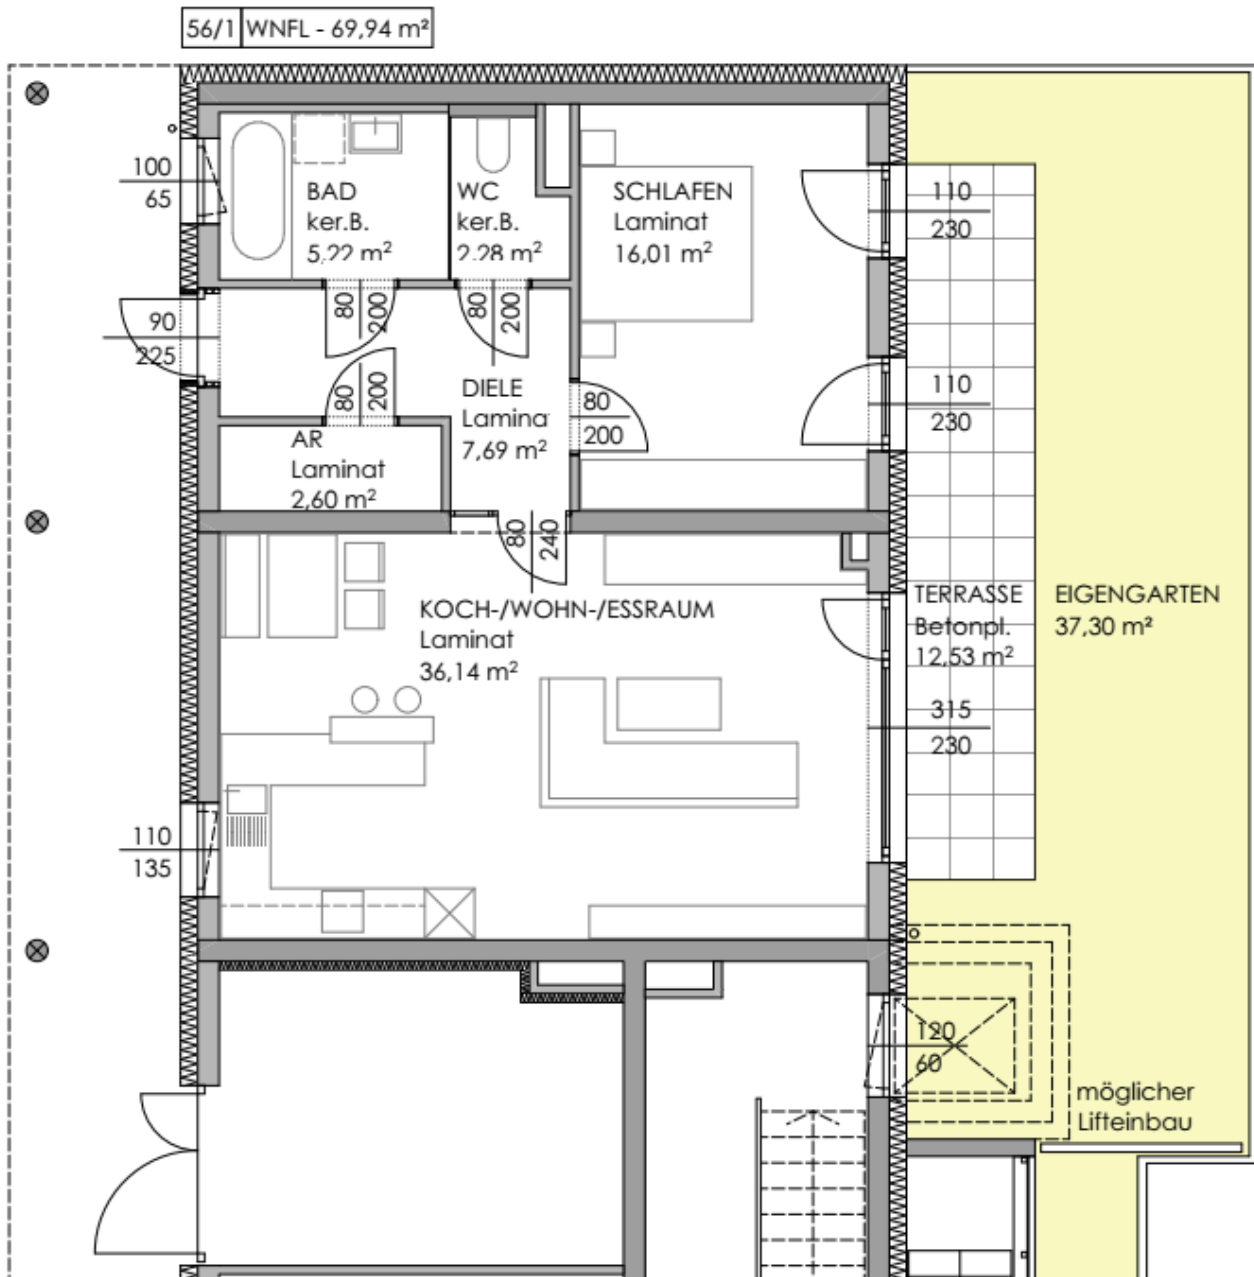 56/1 WNFL - 69,94 m²
100
65
BAD
ker.B.
5,22 m²
WC
ker.B.
2,28 m²
SCHLAFEN
Laminat
16,01 m²
110
230
90
225
80
200
80
200
80
200
DIELE
Lamina
7,69 m²
80
200
110
230
AR
Laminat
2,60 m²
80
240
KOCH-/WOHN-/ESSRAUM
Laminat
36,14 m²
TERRASSE
Betonpl.
12,53 m²
EIGENGARTEN
37,30 m²
315
230
110
135
120
60
möglicher
Lifteinbau